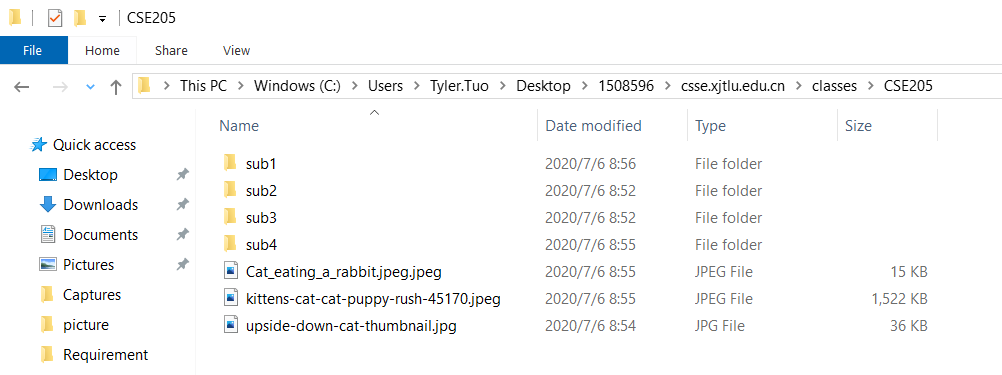 CSE205
File Home Share View
This PC > Windows (C:) > Users > Tyler.Tuo > Desktop > 1508596 > csse.xjtlu.edu.cn > classes > CSE205
Name Date modified Type Size
Quick access
Desktop
Downloads
Documents
Pictures
Captures
picture
Requirement
sub1 2020/7/6 8:56 File folder
sub2 2020/7/6 8:52 File folder
sub3 2020/7/6 8:52 File folder
sub4 2020/7/6 8:55 File folder
Cat_eating_a_rabbit.jpeg.jpeg 2020/7/6 8:55 JPEG File 15 KB
kittens-cat-cat-puppy-rush-45170.jpeg 2020/7/6 8:55 JPEG File 1,522 KB
upside-down-cat-thumbnail.jpg 2020/7/6 8:54 JPG File 36 KB